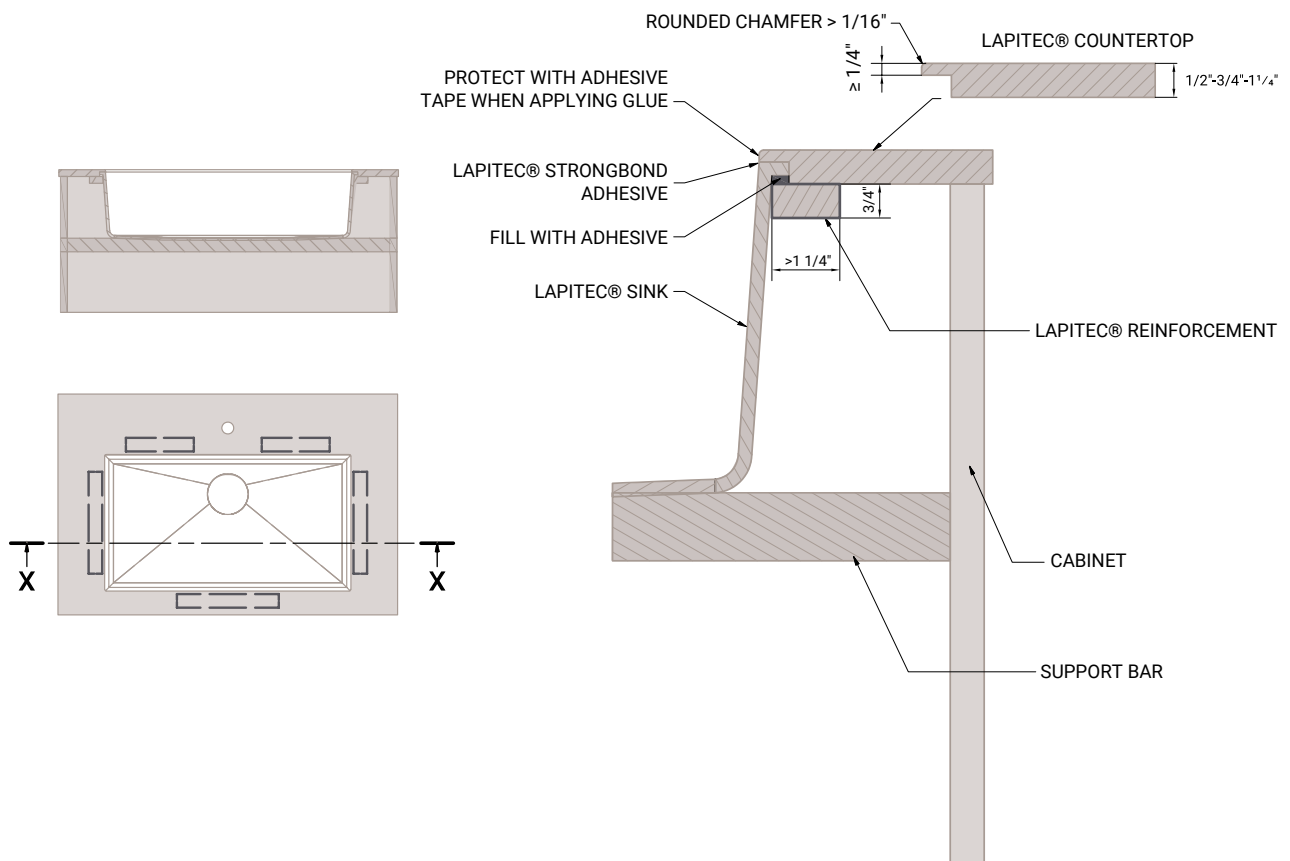 ROUNDED CHAMFER > 1/16"
LAPITEC® COUNTERTOP
≥ 1/4"
1/2"-3/4"-1¹/₄"
PROTECT WITH ADHESIVE
TAPE WHEN APPLYING GLUE
LAPITEC® STRONGBOND
ADHESIVE
3/4"
FILL WITH ADHESIVE
>1 1/4"
LAPITEC® SINK
LAPITEC® REINFORCEMENT
X
X
CABINET
SUPPORT BAR